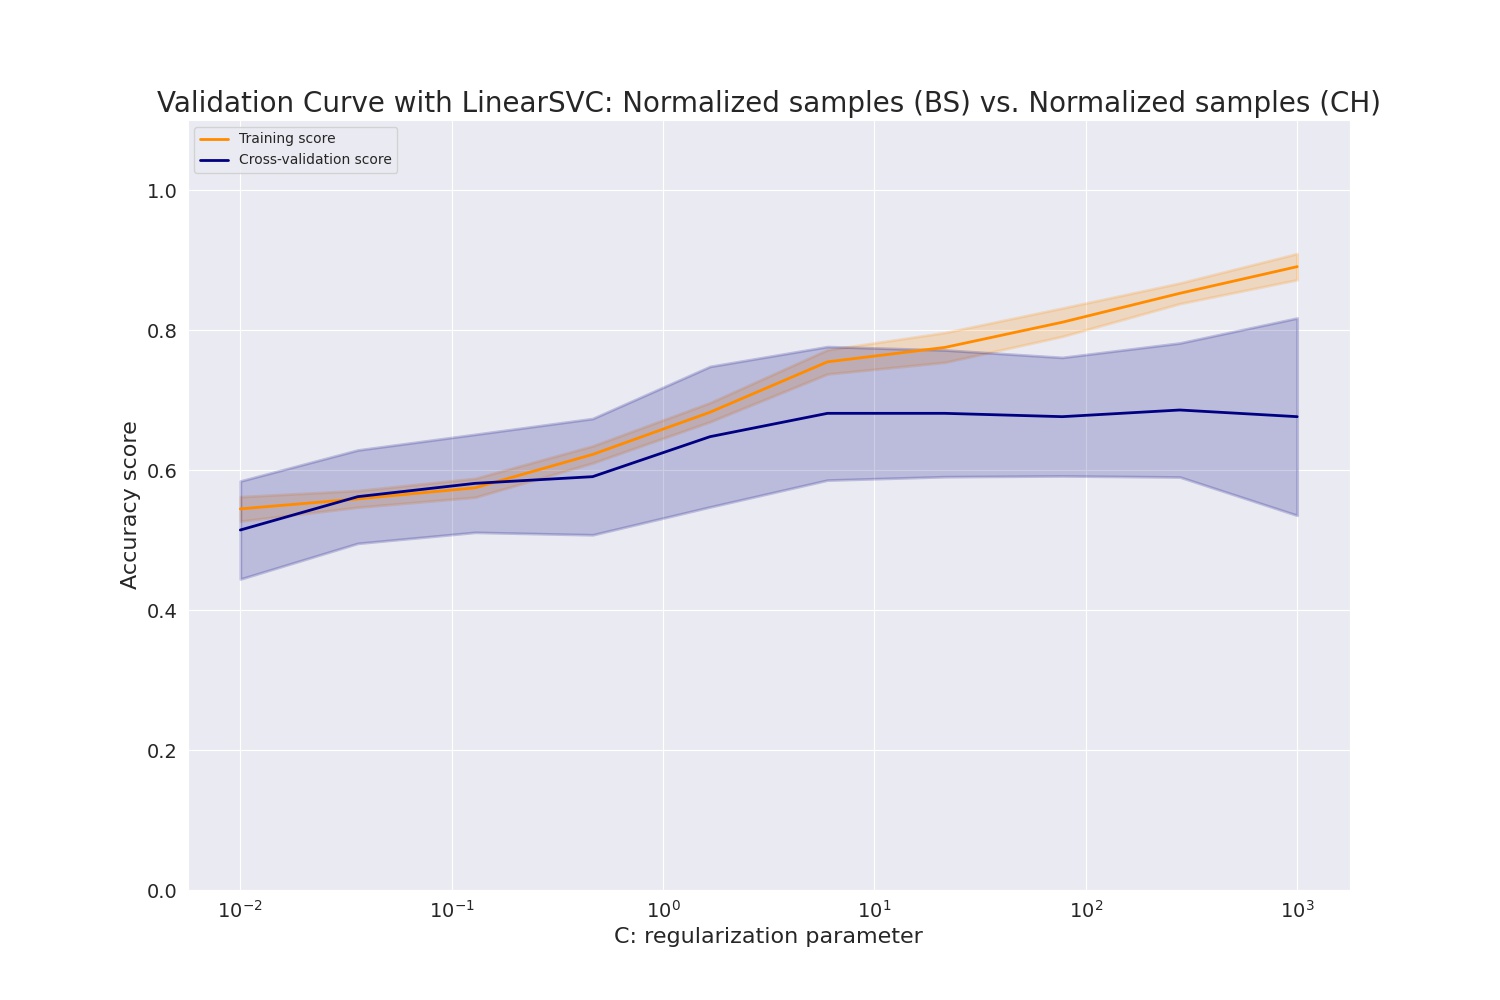 Validation Curve with LinearSVC: Normalized samples (BS) vs. Normalized samples (CH)
Training score
Cross-validation score
Accuracy score
1.0
0.8
0.6
0.4
0.2
0.0
10⁻² 10⁻¹ 10⁰ 10¹ 10² 10³
C: regularization parameter